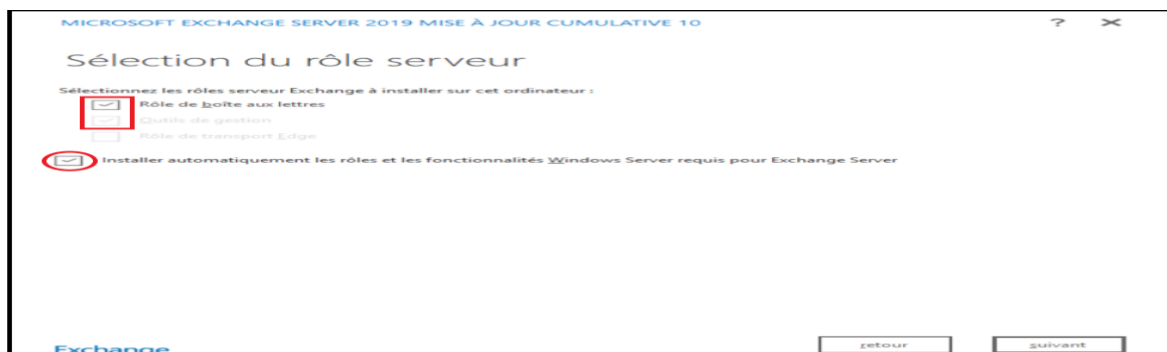 MICROSOFT EXCHANGE SERVER 2019 MISE À JOUR CUMULATIVE 10 ? ✕
Sélection du rôle serveur
Sélectionnez les rôles serveur Exchange à installer sur cet ordinateur :
Rôle de boîte aux lettres
Outils de gestion
Rôle de transport Edge
Installer automatiquement les rôles et les fonctionnalités Windows Server requis pour Exchange Server
Exchange retour suivant